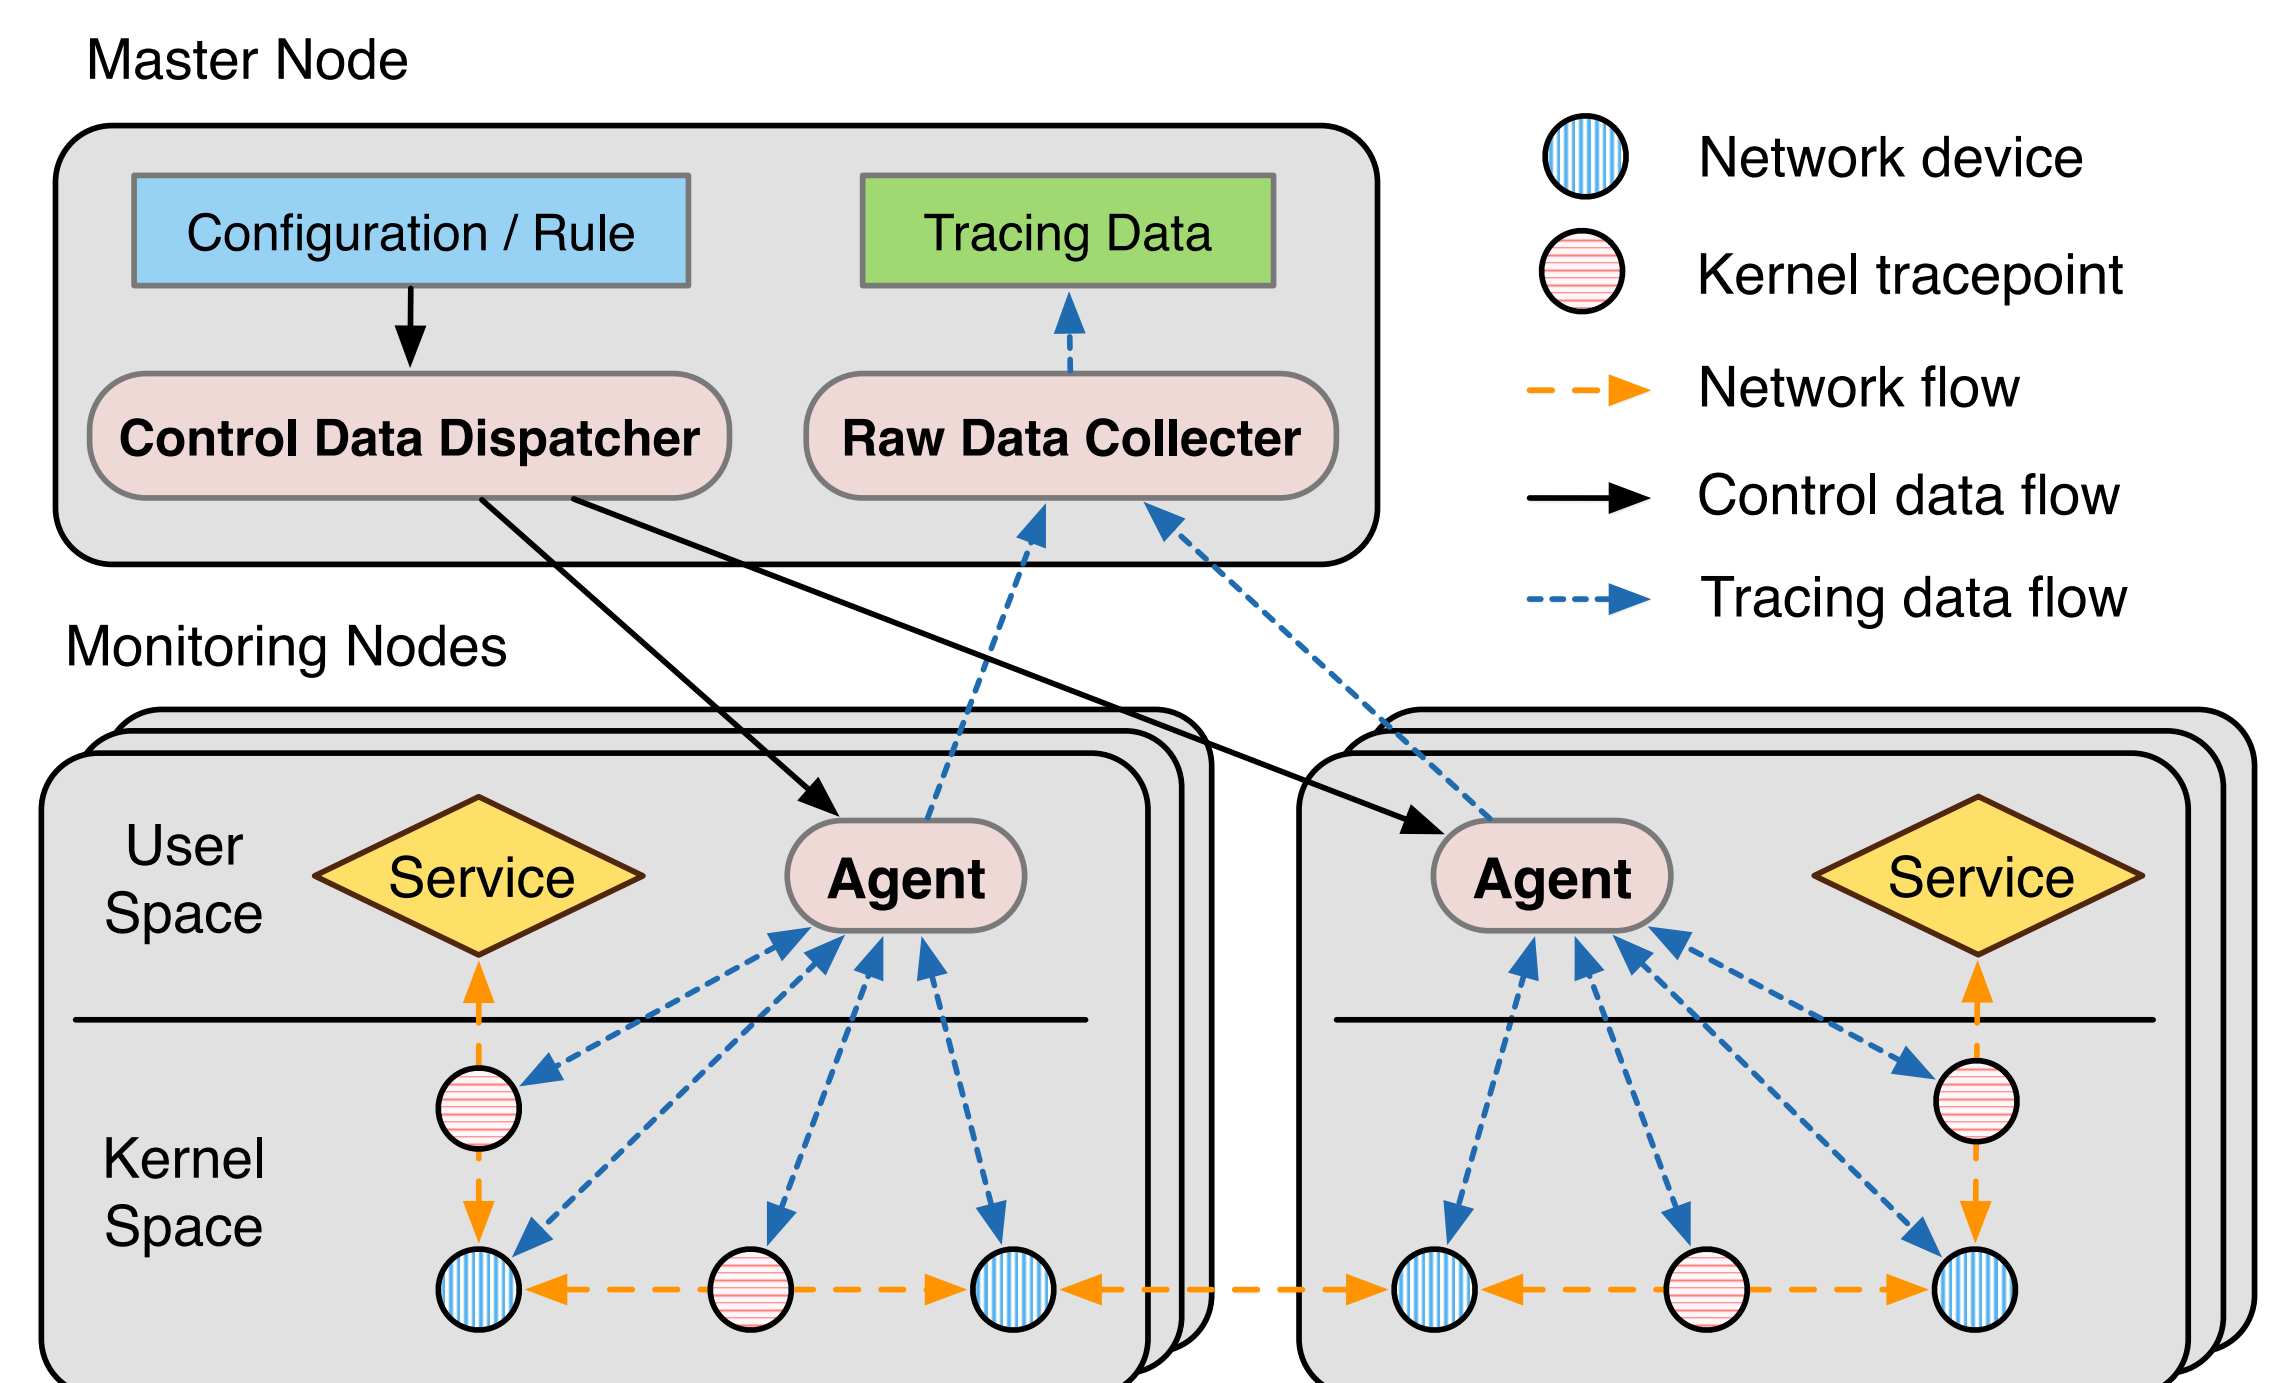 Master Node
Configuration / Rule
Tracing Data
Control Data Dispatcher
Raw Data Collecter
Network device
Kernel tracepoint
Network flow
Control data flow
Tracing data flow
Monitoring Nodes
User
Space
Service
Agent
Agent
Service
Kernel
Space